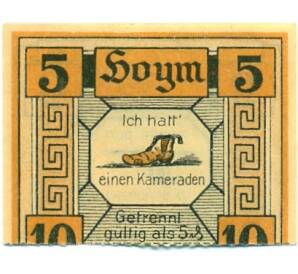 5 Hoym 5
Ich hatt'
einen Kameraden
10 Getrennt 10
gültig als 5 ₰